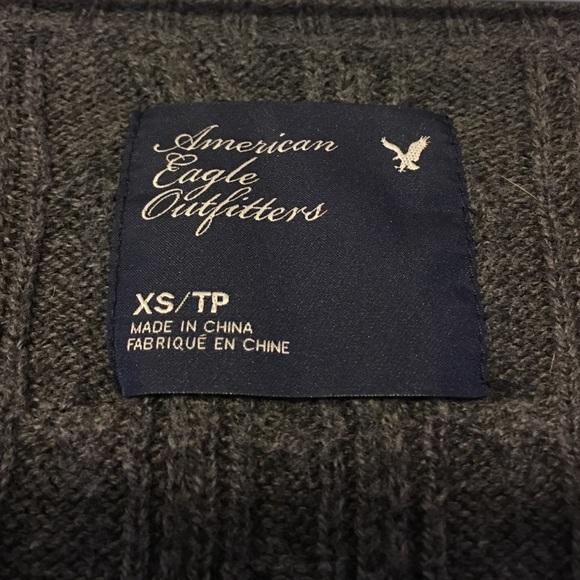 American
Eagle
Outfitters
XS/TP
MADE IN CHINA
FABRIQUÉ EN CHINE